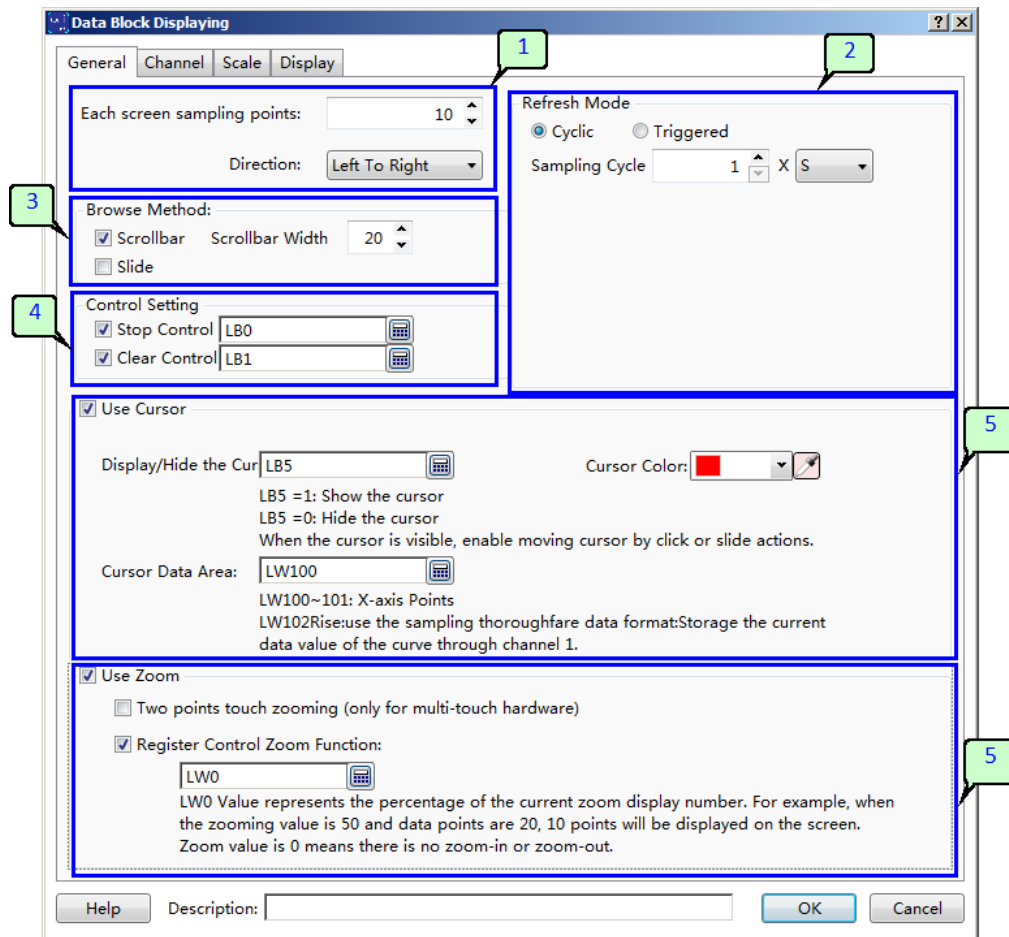 Data Block Displaying
General Channel Scale Display
1
2
Each screen sampling points: 10
Direction: Left To Right
Refresh Mode
Cyclic Triggered
Sampling Cycle 1 X S
3
Browse Method:
Scrollbar Scrollbar Width 20
Slide
4
Control Setting
Stop Control LB0
Clear Control LB1
5
Use Cursor
Display/Hide the Cur LB5 Cursor Color:
LB5 =1: Show the cursor
LB5 =0: Hide the cursor
When the cursor is visible, enable moving cursor by click or slide actions.
Cursor Data Area: LW100
LW100~101: X-axis Points
LW102Rise:use the sampling thoroughfare data format:Storage the current
data value of the curve through channel 1.
Use Zoom
Two points touch zooming (only for multi-touch hardware)
5
Register Control Zoom Function:
LW0
LW0 Value represents the percentage of the current zoom display number. For example, when
the zooming value is 50 and data points are 20, 10 points will be displayed on the screen.
Zoom value is 0 means there is no zoom-in or zoom-out.
Help Description: OK Cancel